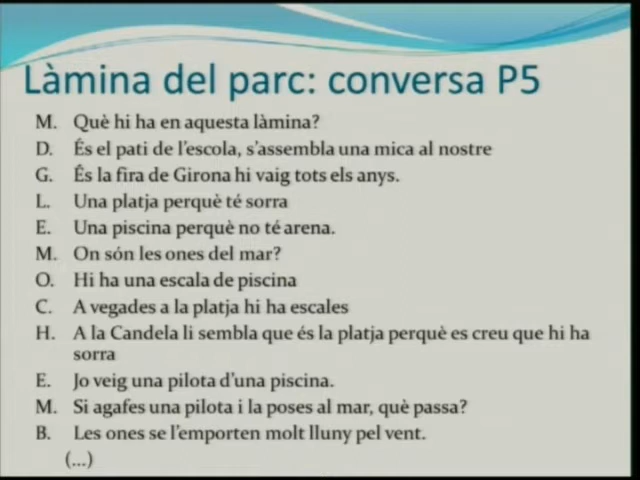 Làmina del parc: conversa P5
M. Què hi ha en aquesta làmina?
D. És el pati de l'escola, s'assembla una mica al nostre
G. És la fira de Girona hi vaig tots els anys.
L. Una platja perquè té sorra
E. Una piscina perquè no té arena.
M. On són les ones del mar?
O. Hi ha una escala de piscina
C. A vegades a la platja hi ha escales
H. A la Candela li sembla que és la platja perquè es creu que hi ha
sorra
E. Jo veig una pilota d'una piscina.
M. Si agafes una pilota i la poses al mar, què passa?
B. Les ones se l'emporten molt lluny pel vent.
(...)